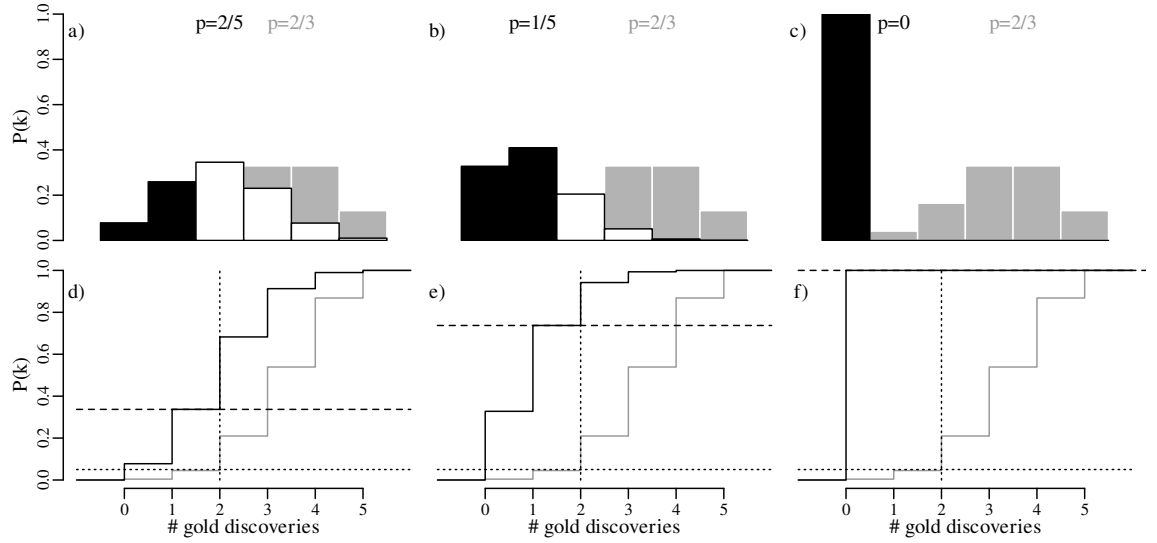 a) p=2/5 p=2/3
b) p=1/5 p=2/3
c) p=0 p=2/3
P(k)
0.0 0.2 0.4 0.6 0.8 1.0
d)
e)
f)
P(k)
0.0 0.2 0.4 0.6 0.8 1.0
0 1 2 3 4 5
0 1 2 3 4 5
0 1 2 3 4 5
# gold discoveries
# gold discoveries
# gold discoveries